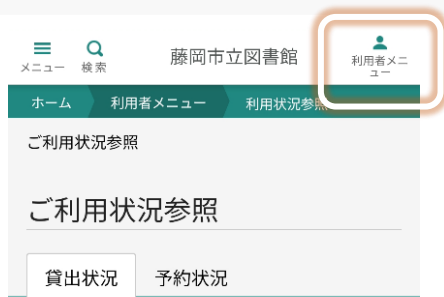 メニュー
検索
藤岡市立図書館
利用者メニ
ュー
ホーム
利用者メニュー
利用状況参照
ご利用状況参照
ご利用状況参照
貸出状況
予約状況